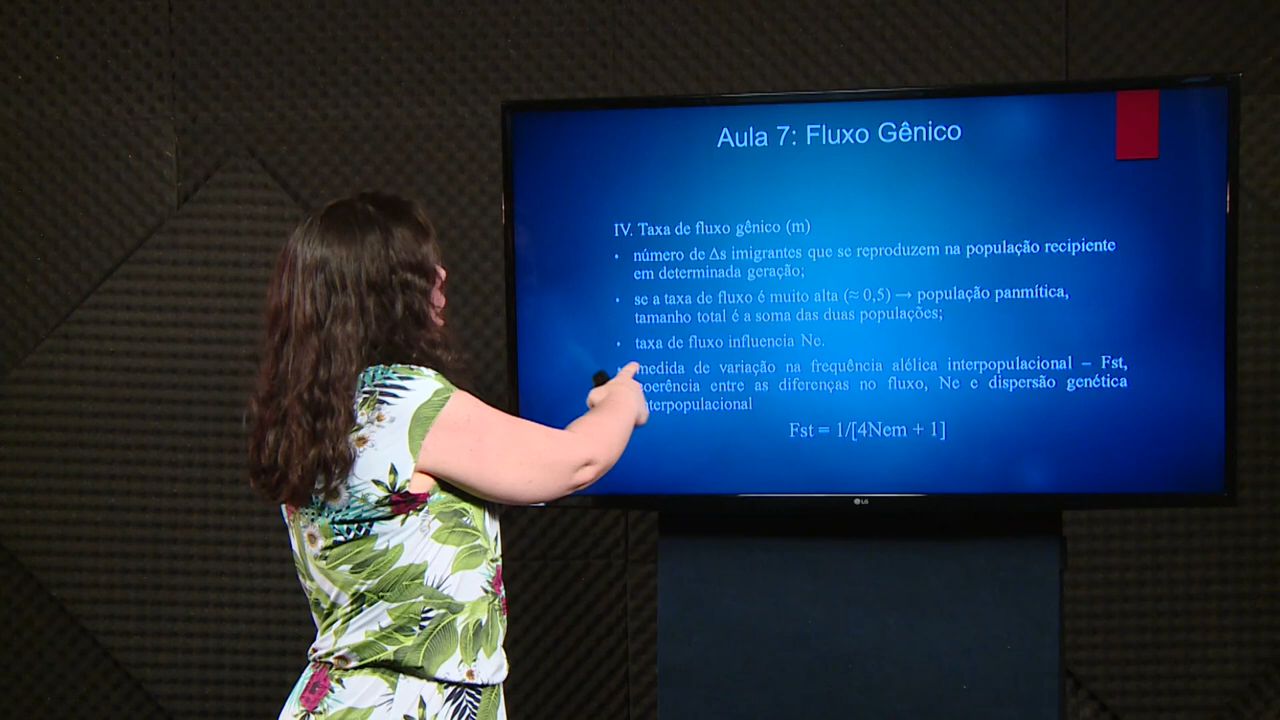 Aula 7: Fluxo Gênico
IV. Taxa de fluxo gênico (m)
• número de Δs imigrantes que se reproduzem na população recipiente
em determinada geração;
• se a taxa de fluxo é muito alta (≈ 0,5) → população panmítica,
tamanho total é a soma das duas populações;
• taxa de fluxo influencia Ne.
medida de variação na frequência alélica interpopulacional – Fst,
entre as diferenças no fluxo, Ne e dispersão genética
Fst = 1/[4Nem + 1]
LG